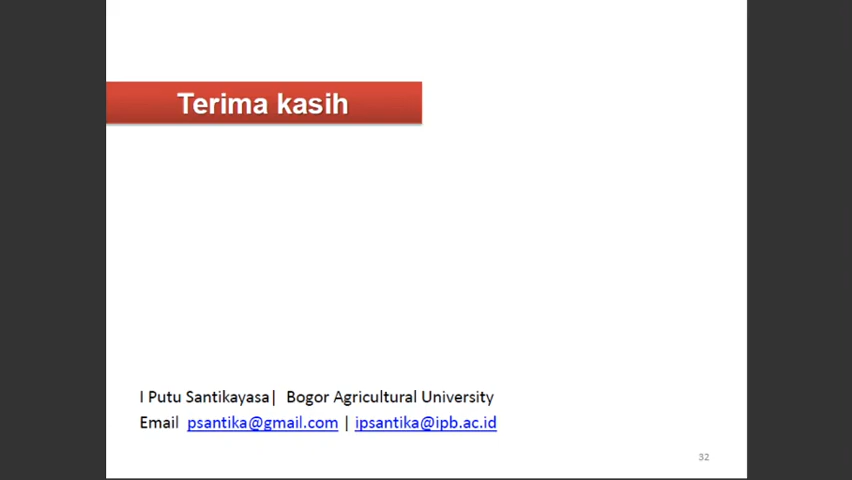 Terima kasih
I Putu Santikayasa| Bogor Agricultural University
Email psantika@gmail.com | ipsantika@ipb.ac.id
32